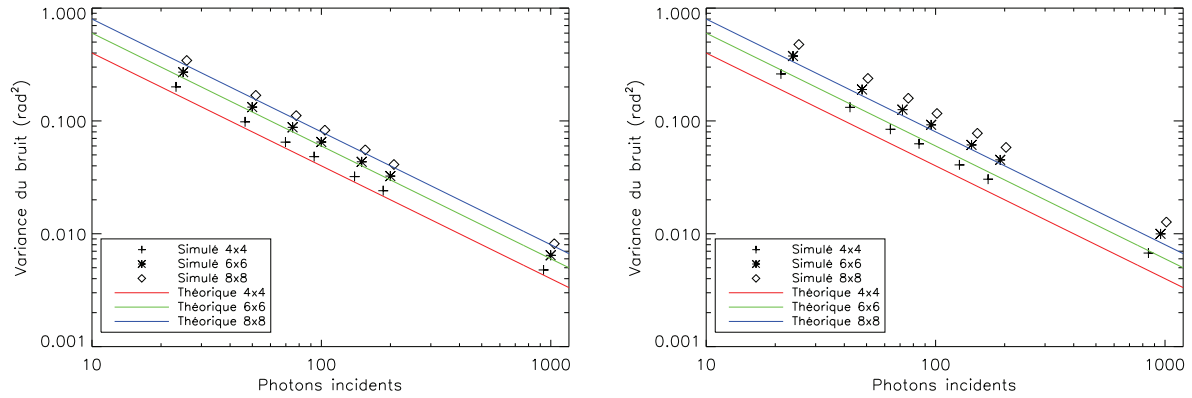 1.000
0.100
0.010
0.001
Variance du bruit (rad²)
10
100
1000
Photons incidents
Simulé 4x4
Simulé 6x6
Simulé 8x8
Théorique 4x4
Théorique 6x6
Théorique 8x8
1.000
0.100
0.010
0.001
Variance du bruit (rad²)
10
100
1000
Photons incidents
Simulé 4x4
Simulé 6x6
Simulé 8x8
Théorique 4x4
Théorique 6x6
Théorique 8x8